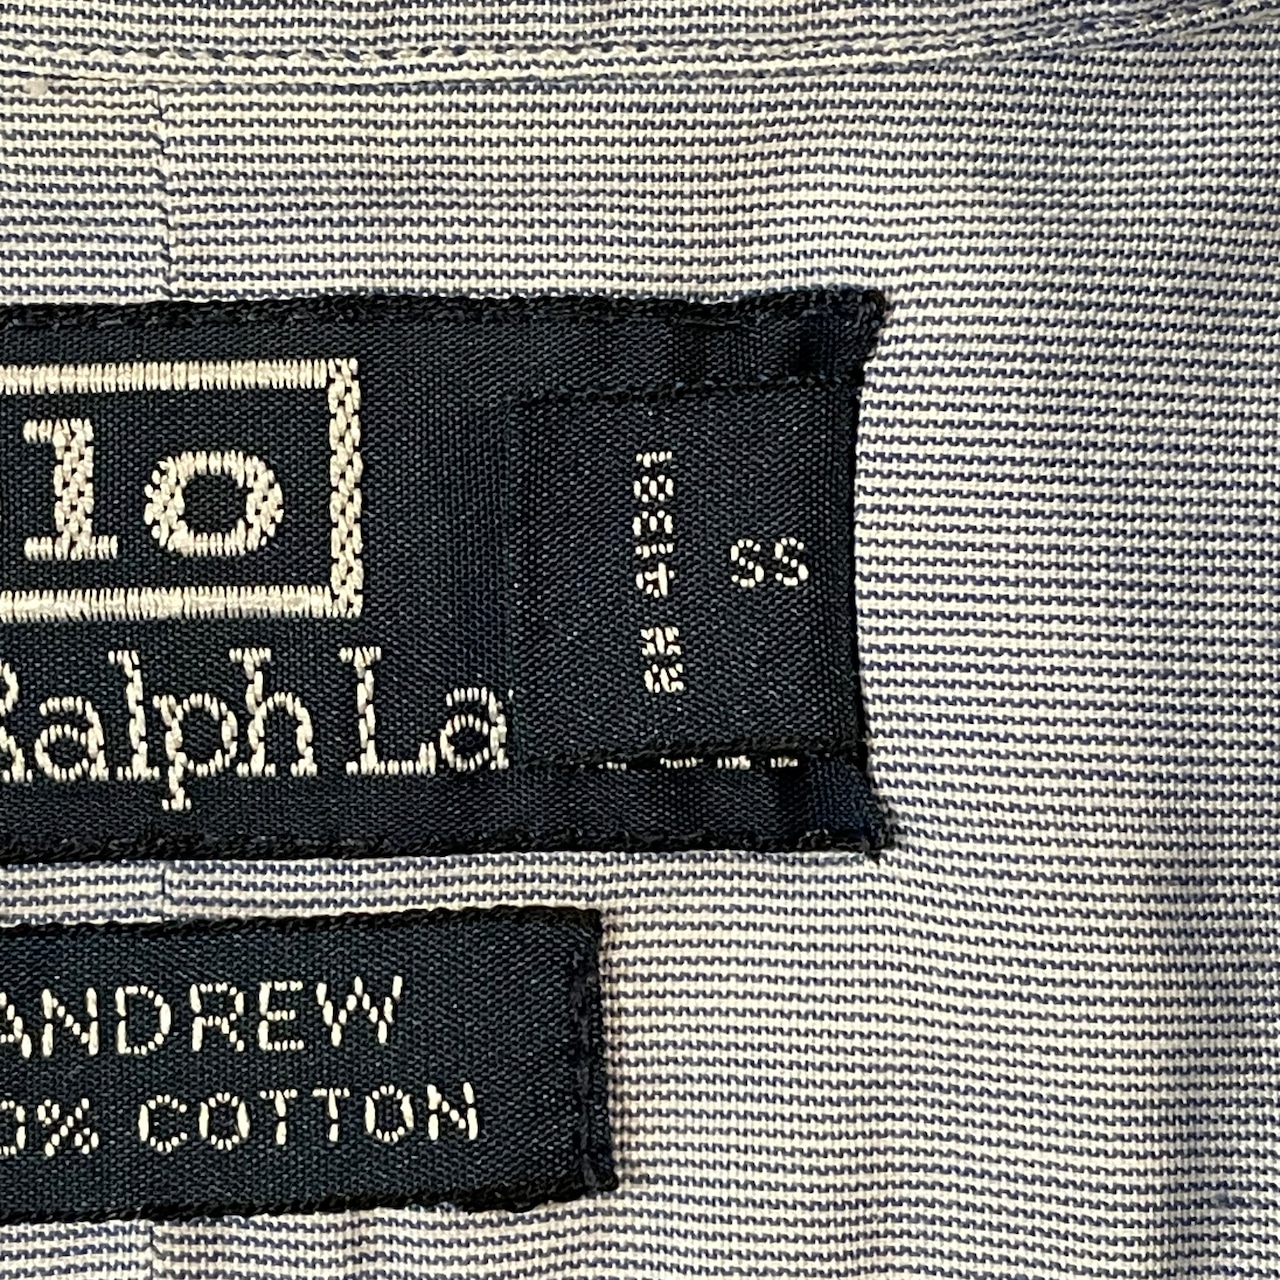 lo
Ralph La
SS
ANDREW
0% COTTON